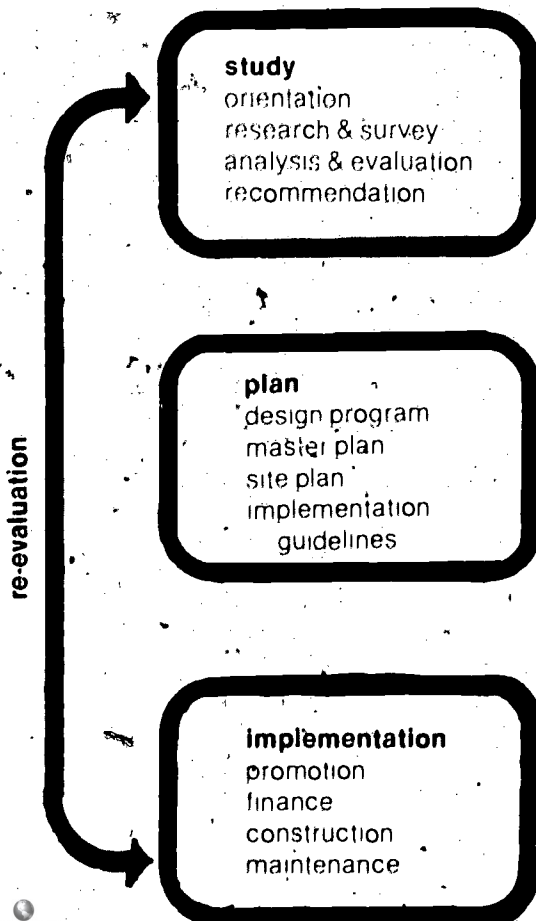 study
orientation
research & survey
analysis & evaluation
recommendation
re-evaluation
plan
design program
master plan
site plan
implementation
guidelines
implementation
promotion
finance
construction
maintenance